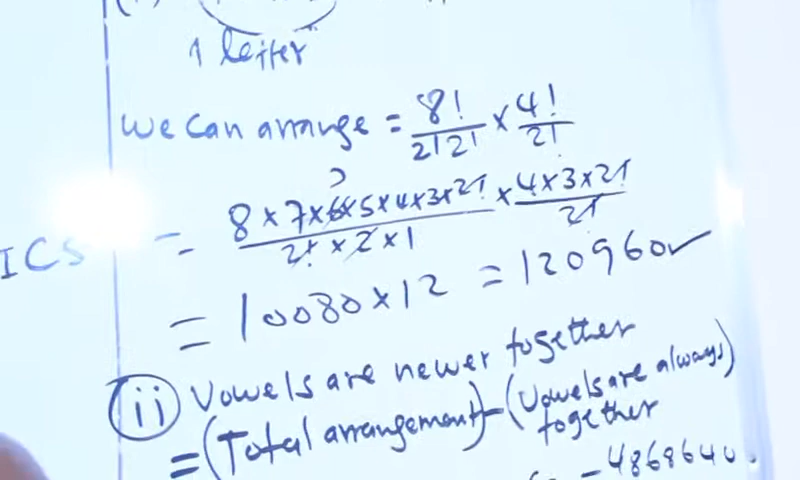 1 letter
We can arrange = 8!/2!2! × 4!/2!
ICS
= 8×7×6×5×4×3×2!/2!×2×1 × 4×3×2!/2!
= 10080×12 = 120960✓
(ii) Vowels are newer together
= (Total arrangement) - (Vowels are always together)
- 4868640.